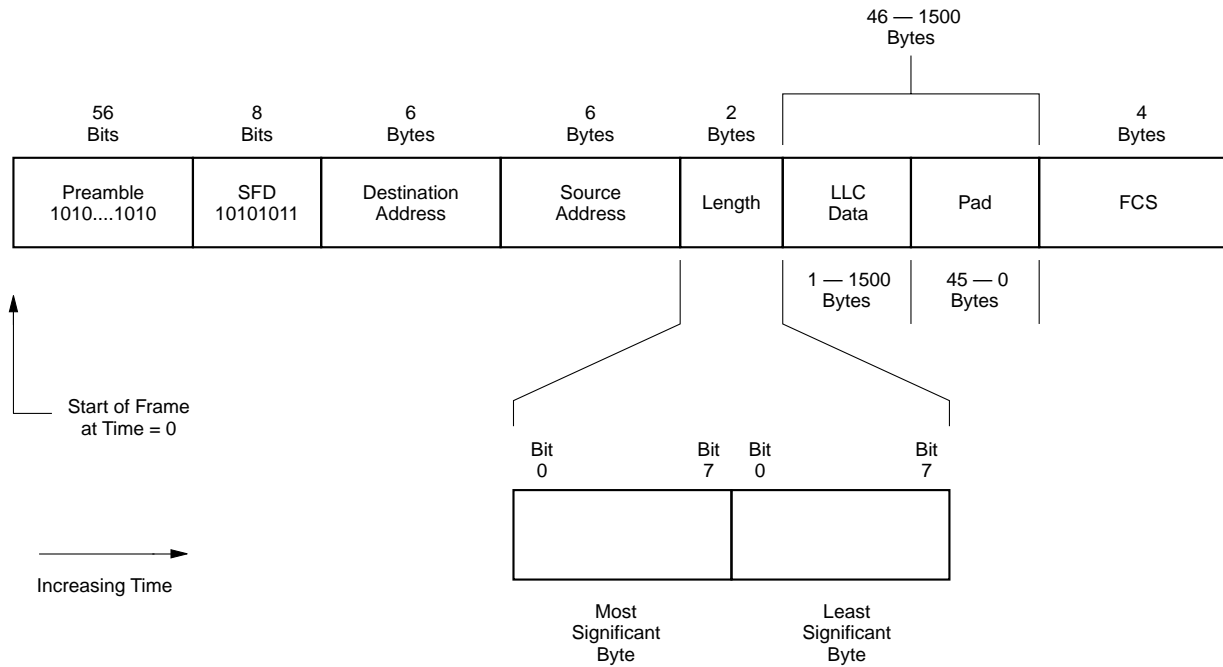 46 — 1500
Bytes
56
Bits
8
Bits
6
Bytes
6
Bytes
2
Bytes
4
Bytes
Preamble
1010....1010
SFD
10101011
Destination
Address
Source
Address
Length
LLC
Data
Pad
FCS
1 — 1500
Bytes
45 — 0
Bytes
Start of Frame
at Time = 0
Bit
0
Bit
7
Bit
0
Bit
7
Increasing Time
Most
Significant
Byte
Least
Significant
Byte